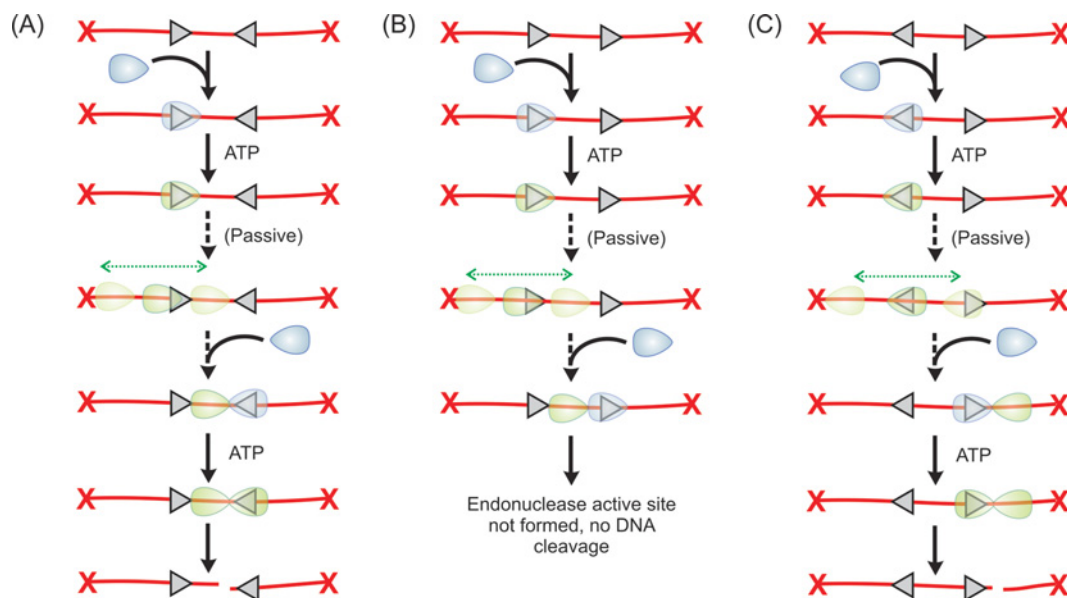 (A)
ATP
(Passive)
ATP
(B)
ATP
(Passive)
Endonuclease active site
not formed, no DNA
cleavage
(C)
ATP
(Passive)
ATP